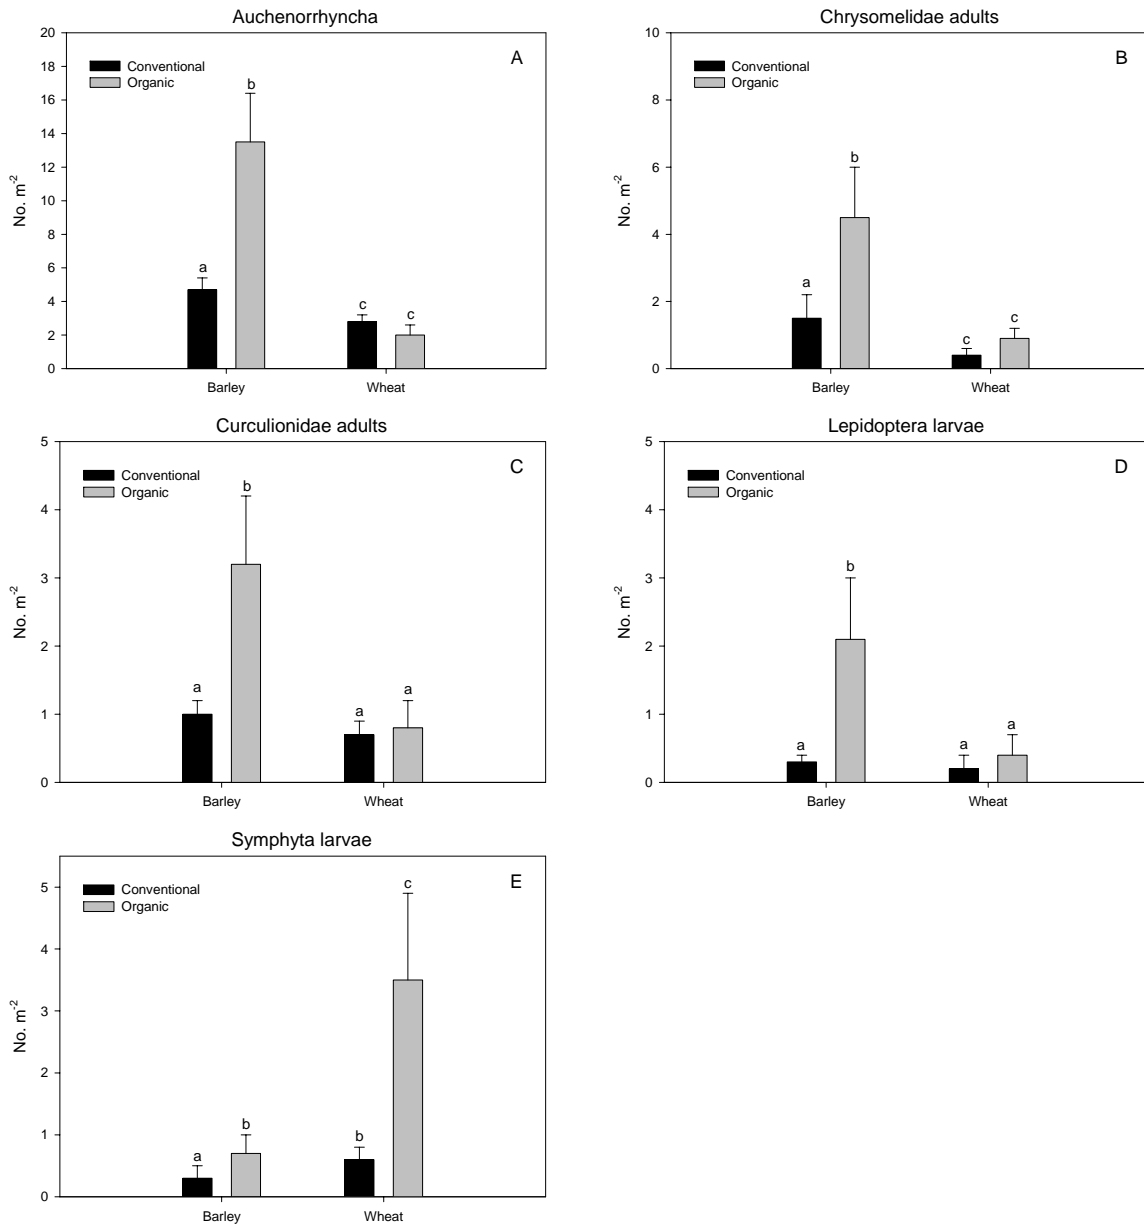 Auchenorrhyncha
A
Conventional
Organic
No. m-2
20
18
16
14
12
10
8
6
4
2
0
a
b
c
c
Barley
Wheat
Chrysomelidae adults
B
Conventional
Organic
No. m-2
10
8
6
4
2
0
a
b
c
c
Barley
Wheat
Curculionidae adults
C
Conventional
Organic
No. m-2
5
4
3
2
1
0
a
b
a
a
Barley
Wheat
Lepidoptera larvae
D
Conventional
Organic
No. m-2
5
4
3
2
1
0
a
b
a
a
Barley
Wheat
Symphyta larvae
E
Conventional
Organic
No. m-2
5
4
3
2
1
0
a
b
b
c
Barley
Wheat